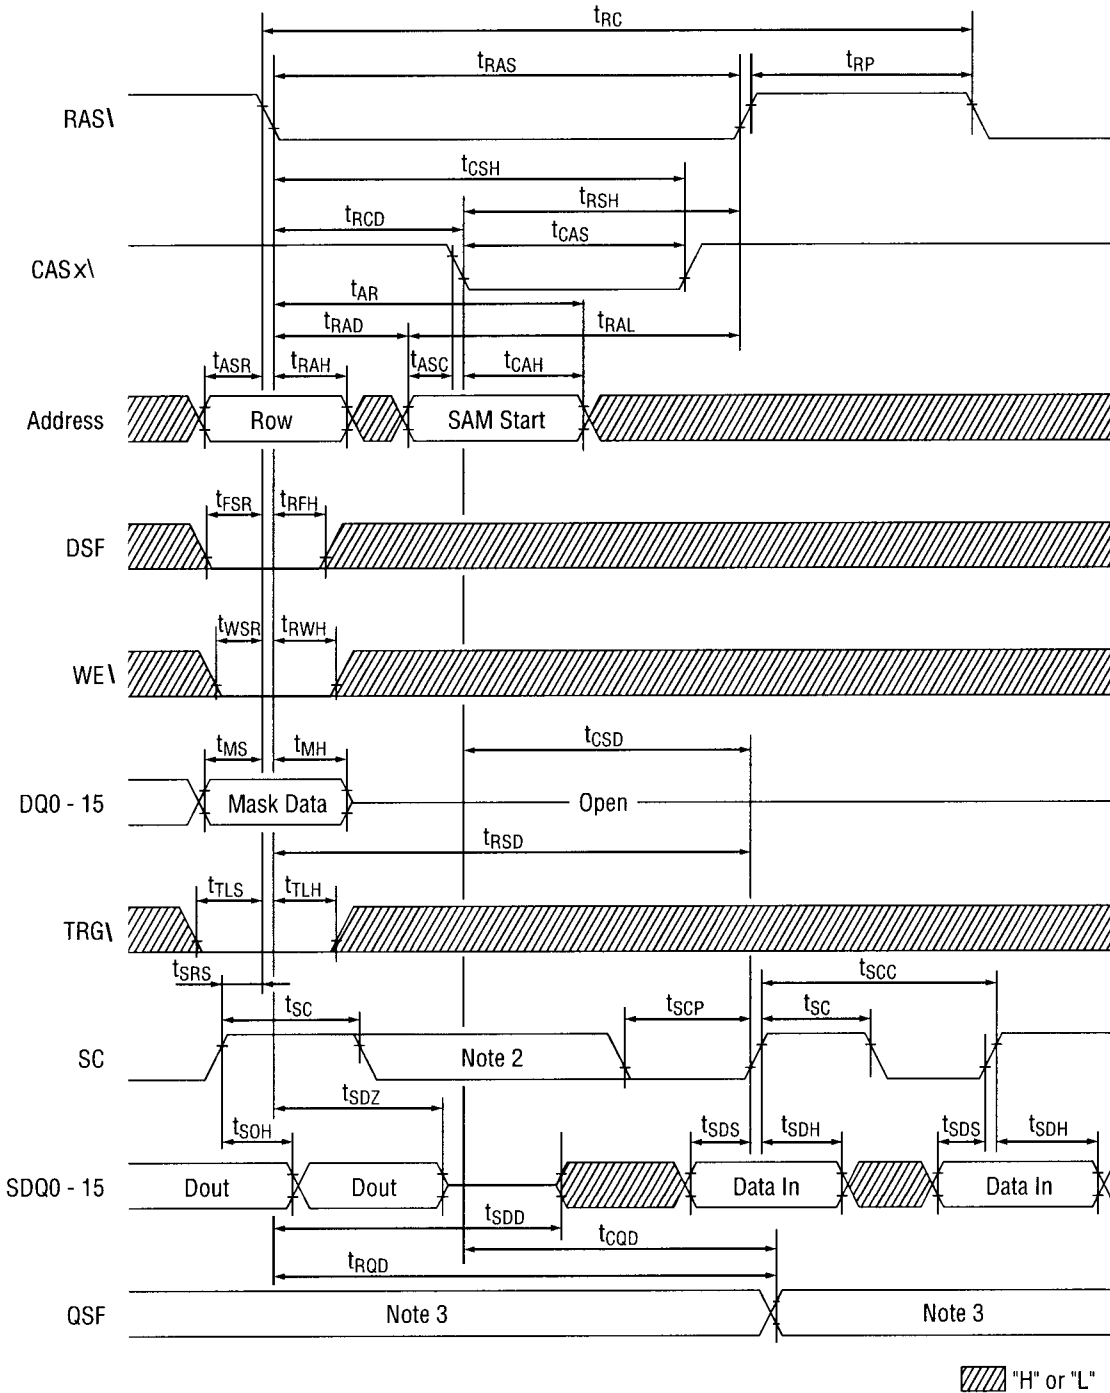 tRC
tRAS
tRP
RAS\
tCSH
tRSH
tRCD
tCAS
CASx\
tAR
tRAD
tRAL
tASR
tRAH
tASC
tCAH
Address
Row
SAM Start
tFSR
tRFH
DSF
tWSR
tRWH
WE\
tCSD
tMS
tMH
DQ0 - 15
Mask Data
Open
tRSD
tTLS
tTLH
TRG\
tSRS
tSCC
tSC
tSCP
tSC
SC
Note 2
tSDZ
tSOH
tSDS
tSDH
tSDS
tSDH
SDQ0 - 15
Dout
Dout
Data In
Data In
tSDD
tCQD
tRQD
QSF
Note 3
Note 3
"H" or "L"